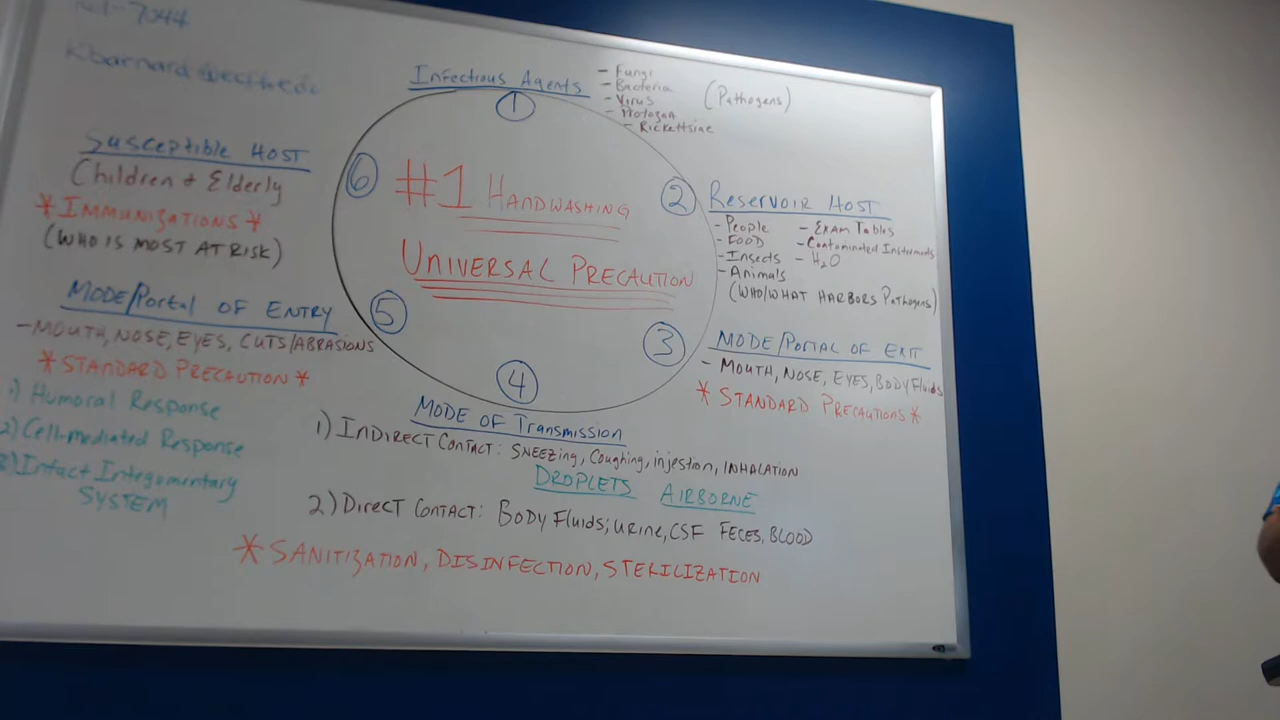 -7044
Infectious Agents
- Fungi
- Bacteria
- Virus
- Protozoa
- Rickettsiae
(Pathogens)
1
#1 HANDWASHING
UNIVERSAL PRECAUTION
2
RESERVOIR HOST
- People
- FOOD
- Insects
- Animals
- EXAM TABLES
- Contaminated Instruments
- H2O
(WHO/WHAT HARBORS Pathogens)
3
MODE/PORTAL OF EXIT
- MOUTH, NOSE, EYES, BODY Fluids
* STANDARD PRECAUTIONS *
4
MODE OF Transmission
1) INDIRECT CONTACT: SNEEZing, Coughing, injestion, INHALATION
DROPLETS AIRBORNE
2) DIRECT CONTACT: BODY Fluids; URINE, CSF FECES, BLOOD
* SANITIZATION, DISINFECTION, STERILIZATION
5
MODE/Portal OF ENTRY
- MOUTH, NOSE, EYES, CUTS/ABRASIONS
* STANDARD PRECAUTION *
1) Humoral Response
2) Cell-mediated Response
3) Intact Integumentary
SYSTEM
6
SUSCEPTIBLE HOST
Children + Elderly
* IMMUNIZATIONS *
(WHO IS MOST AT RISK)